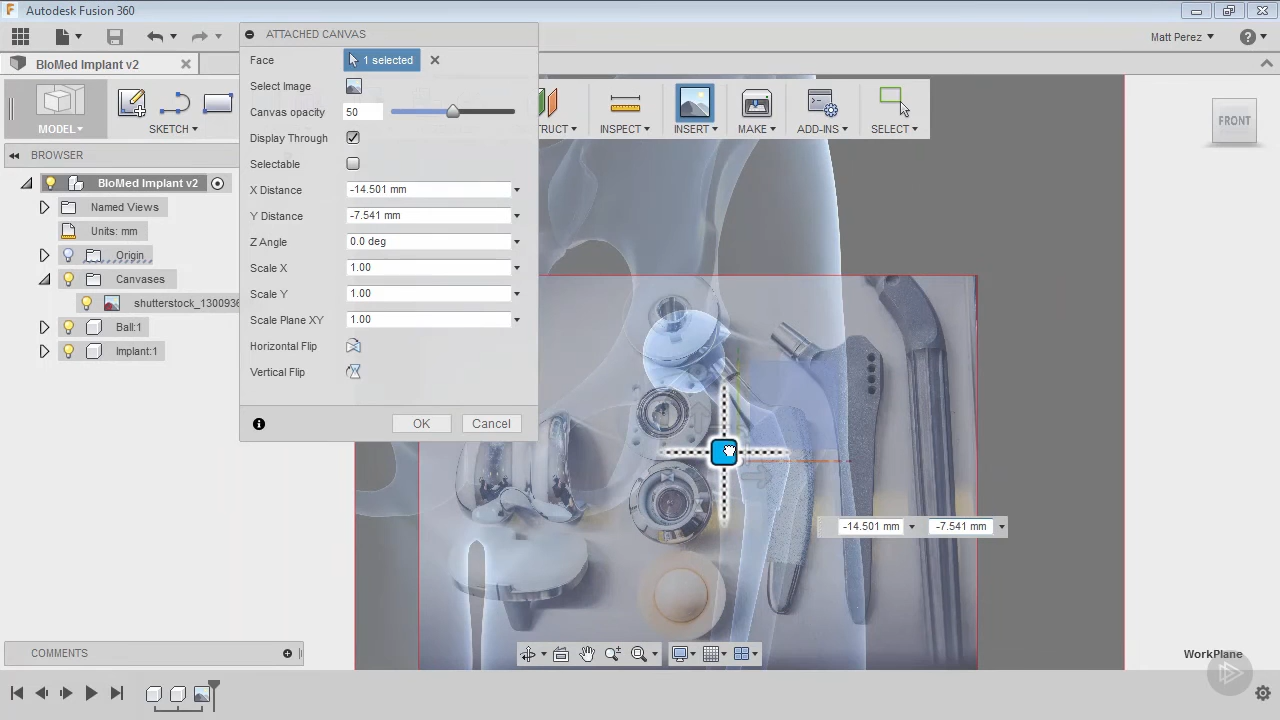 Autodesk Fusion 360
Matt Perez
BIoMed Implant v2
ATTACHED CANVAS
Face
1 selected
Select Image
Canvas opacity
50
Display Through
Selectable
X Distance
-14.501 mm
Y Distance
-7.541 mm
Z Angle
0.0 deg
Scale X
1.00
Scale Y
1.00
Scale Plane XY
1.00
Horizontal Flip
Vertical Flip
OK
Cancel
MODEL
SKETCH
TRUCT
INSPECT
INSERT
MAKE
ADD-INS
SELECT
FRONT
BROWSER
BIoMed Implant v2
Named Views
Units: mm
Origin
Canvases
shutterstock_1300936
Ball:1
Implant:1
-14.501 mm
-7.541 mm
COMMENTS
WorkPlane